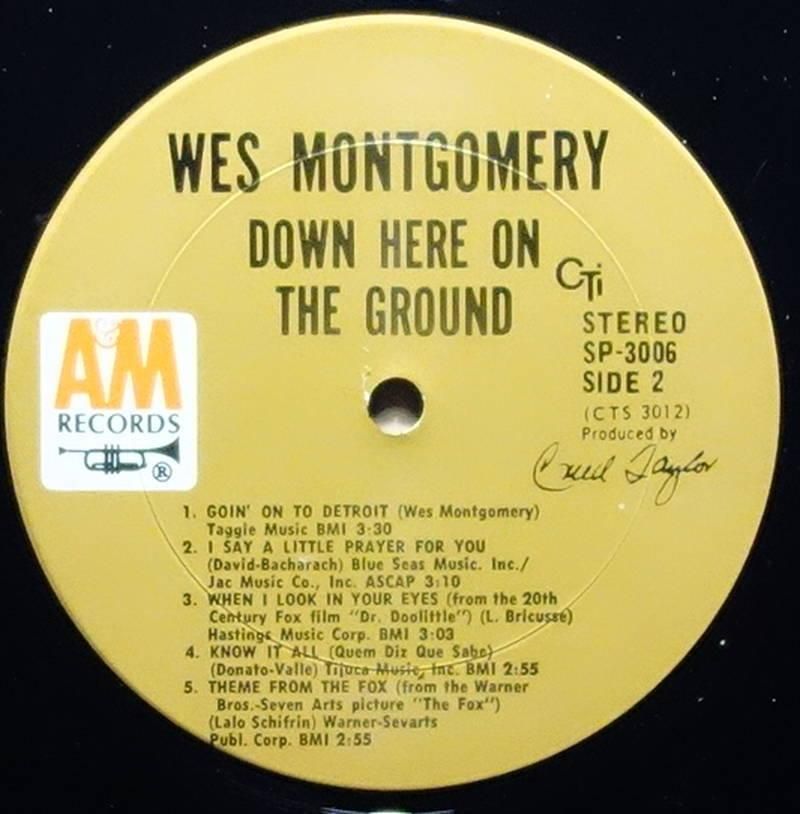 WES MONTGOMERY
DOWN HERE ON
THE GROUND
CTi
STEREO
SP-3006
SIDE 2
(CTS 3012)
Produced by
Creed Taylor
A&M
RECORDS
®
1. GOIN' ON TO DETROIT (Wes Montgomery)
Taggie Music BMI 3:30
2. I SAY A LITTLE PRAYER FOR YOU
(David-Bacharach) Blue Seas Music. Inc./
Jac Music Co., Inc. ASCAP 3:10
3. WHEN I LOOK IN YOUR EYES (from the 20th
Century Fox film "Dr. Doolittle") (L. Bricusse)
Hastings Music Corp. BMI 3:03
4. KNOW IT ALL (Quem Diz Que Sabe)
(Donato-Valle) Tijuca Music, Inc. BMI 2:55
5. THEME FROM THE FOX (from the Warner
Bros.-Seven Arts picture "The Fox")
(Lalo Schifrin) Warner-Sevarts
Publ. Corp. BMI 2:55